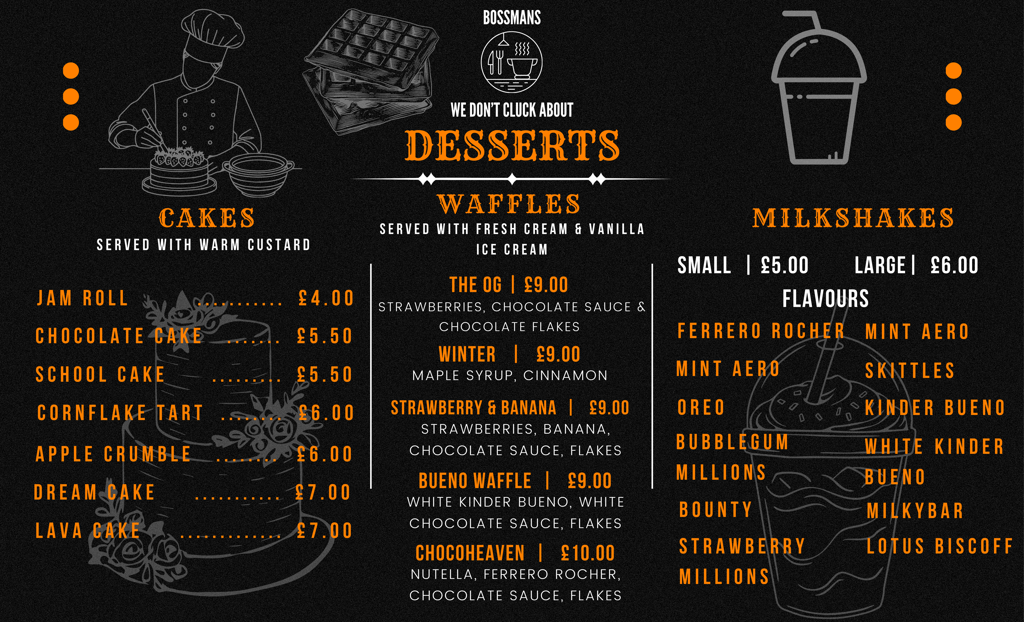 BOSSMANS
WE DON'T CLUCK ABOUT
DESSERTS
CAKES
SERVED WITH WARM CUSTARD
JAM ROLL ........... £4.00
CHOCOLATE CAKE ....... £5.50
SCHOOL CAKE ......... £5.50
CORNFLAKE TART ........ £6.00
APPLE CRUMBLE ........ £6.00
DREAM CAKE ........... £7.00
LAVA CAKE ............. £7.00
WAFFLES
SERVED WITH FRESH CREAM & VANILLA
ICE CREAM
THE OG | £9.00
STRAWBERRIES, CHOCOLATE SAUCE &
CHOCOLATE FLAKES
WINTER | £9.00
MAPLE SYRUP, CINNAMON
STRAWBERRY & BANANA | £9.00
STRAWBERRIES, BANANA,
CHOCOLATE SAUCE, FLAKES
BUENO WAFFLE | £9.00
WHITE KINDER BUENO, WHITE
CHOCOLATE SAUCE, FLAKES
CHOCOHEAVEN | £10.00
NUTELLA, FERRERO ROCHER,
CHOCOLATE SAUCE, FLAKES
MILKSHAKES
SMALL | £5.00 LARGE | £6.00
FLAVOURS
FERRERO ROCHER
MINT AERO
OREO
BUBBLEGUM
MILLIONS
BOUNTY
STRAWBERRY
MILLIONS
MINT AERO
SKITTLES
KINDER BUENO
WHITE KINDER
BUENO
MILKYBAR
LOTUS BISCOFF